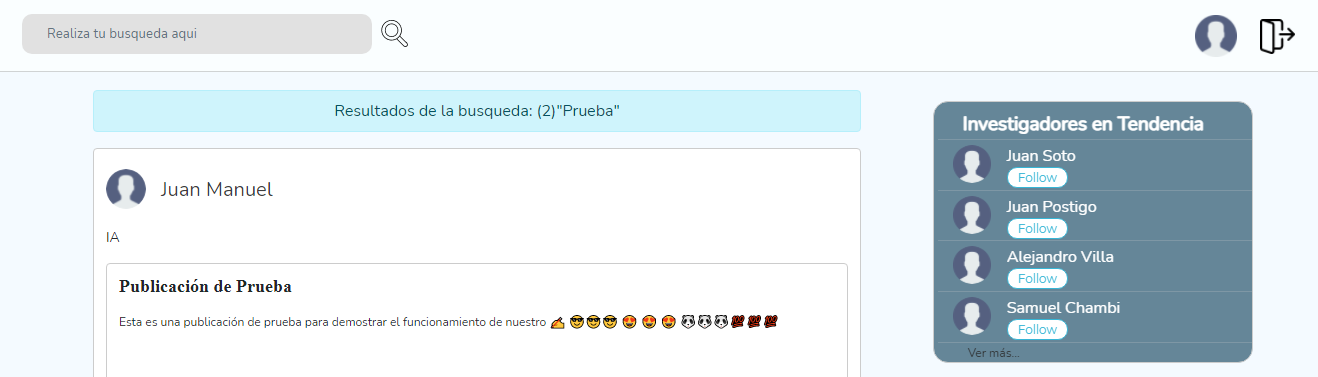 Realiza tu busqueda aqui
Resultados de la busqueda: (2)"Prueba"
Juan Manuel
IA
Publicación de Prueba
Esta es una publicación de prueba para demostrar el funcionamiento de nuestro ✍️ 😎😎😎 😍 😍 😍 🐼🐼🐼💯💯💯
Investigadores en Tendencia
Juan Soto
Follow
Juan Postigo
Follow
Alejandro Villa
Follow
Samuel Chambi
Follow
Ver más...